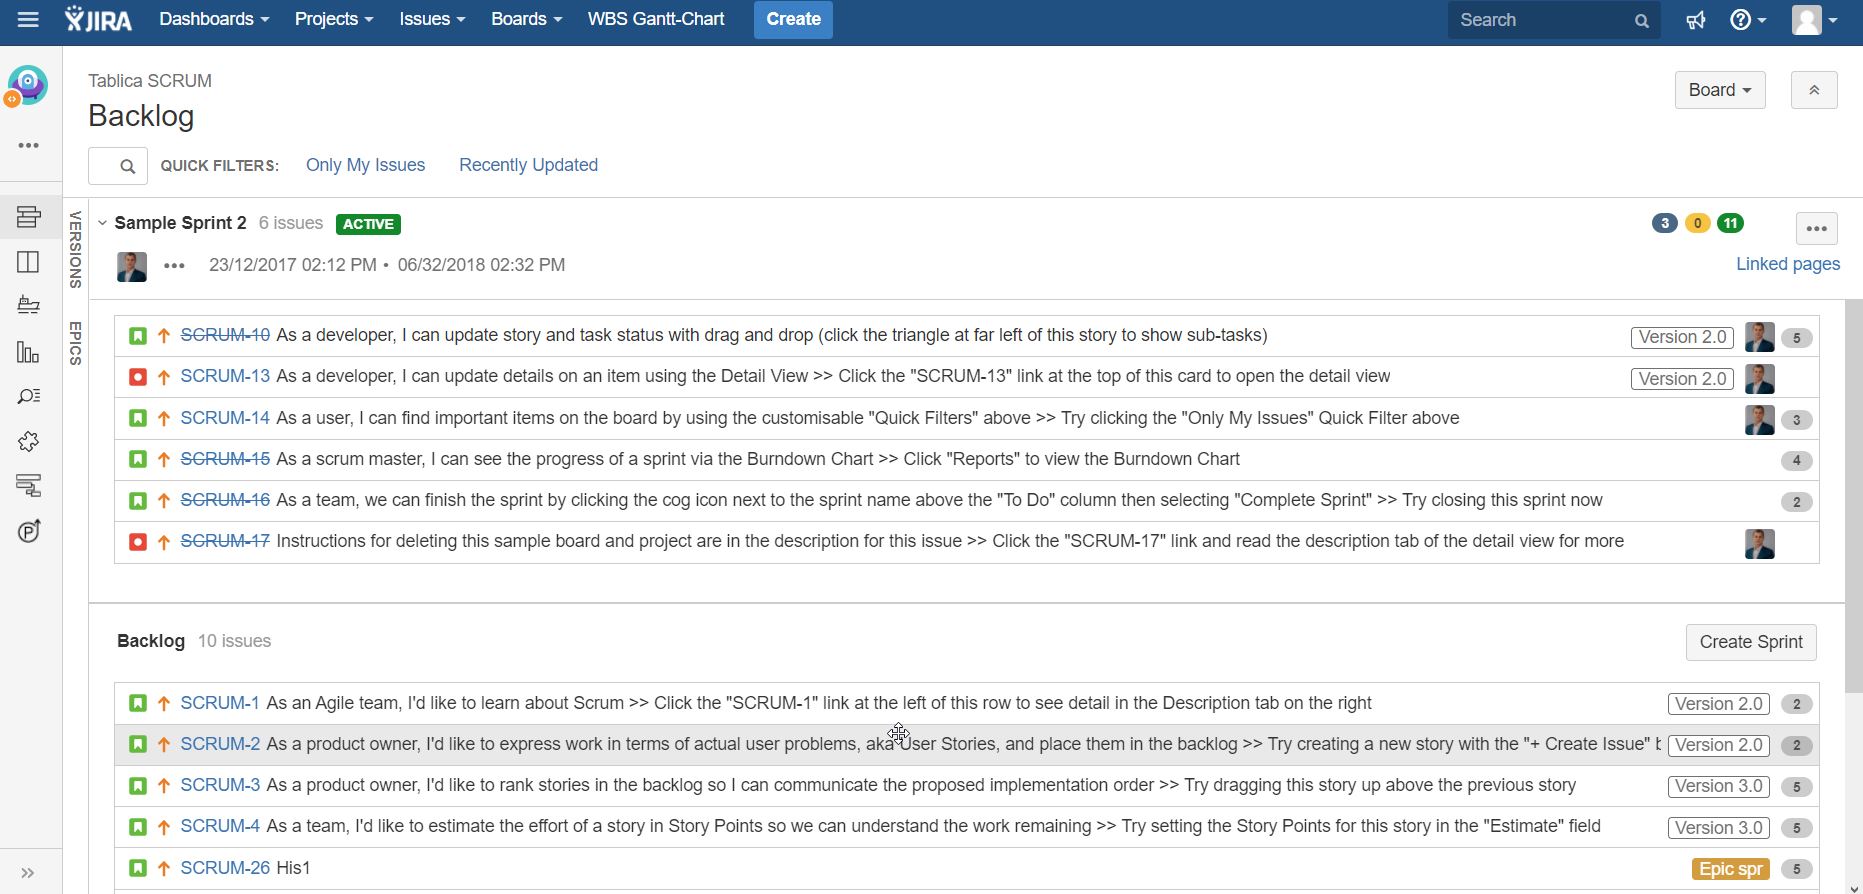 JIRA Dashboards Projects Issues Boards WBS Gantt-Chart Create Search
Tablica SCRUM
Board
Backlog
QUICK FILTERS: Only My Issues Recently Updated
VERSIONS
EPICS
Sample Sprint 2 6 issues ACTIVE 3 0 11
23/12/2017 02:12 PM • 06/32/2018 02:32 PM Linked pages
SCRUM-10 As a developer, I can update story and task status with drag and drop (click the triangle at far left of this story to show sub-tasks) Version 2.0 5
SCRUM-13 As a developer, I can update details on an item using the Detail View >> Click the "SCRUM-13" link at the top of this card to open the detail view Version 2.0
SCRUM-14 As a user, I can find important items on the board by using the customisable "Quick Filters" above >> Try clicking the "Only My Issues" Quick Filter above 3
SCRUM-15 As a scrum master, I can see the progress of a sprint via the Burndown Chart >> Click "Reports" to view the Burndown Chart 4
SCRUM-16 As a team, we can finish the sprint by clicking the cog icon next to the sprint name above the "To Do" column then selecting "Complete Sprint" >> Try closing this sprint now 2
SCRUM-17 Instructions for deleting this sample board and project are in the description for this issue >> Click the "SCRUM-17" link and read the description tab of the detail view for more
Backlog 10 issues Create Sprint
SCRUM-1 As an Agile team, I'd like to learn about Scrum >> Click the "SCRUM-1" link at the left of this row to see detail in the Description tab on the right Version 2.0 2
SCRUM-2 As a product owner, I'd like to express work in terms of actual user problems, aka User Stories, and place them in the backlog >> Try creating a new story with the "+ Create Issue" b Version 2.0 2
SCRUM-3 As a product owner, I'd like to rank stories in the backlog so I can communicate the proposed implementation order >> Try dragging this story up above the previous story Version 3.0 5
SCRUM-4 As a team, I'd like to estimate the effort of a story in Story Points so we can understand the work remaining >> Try setting the Story Points for this story in the "Estimate" field Version 3.0 5
SCRUM-26 His1 Epic spr 5